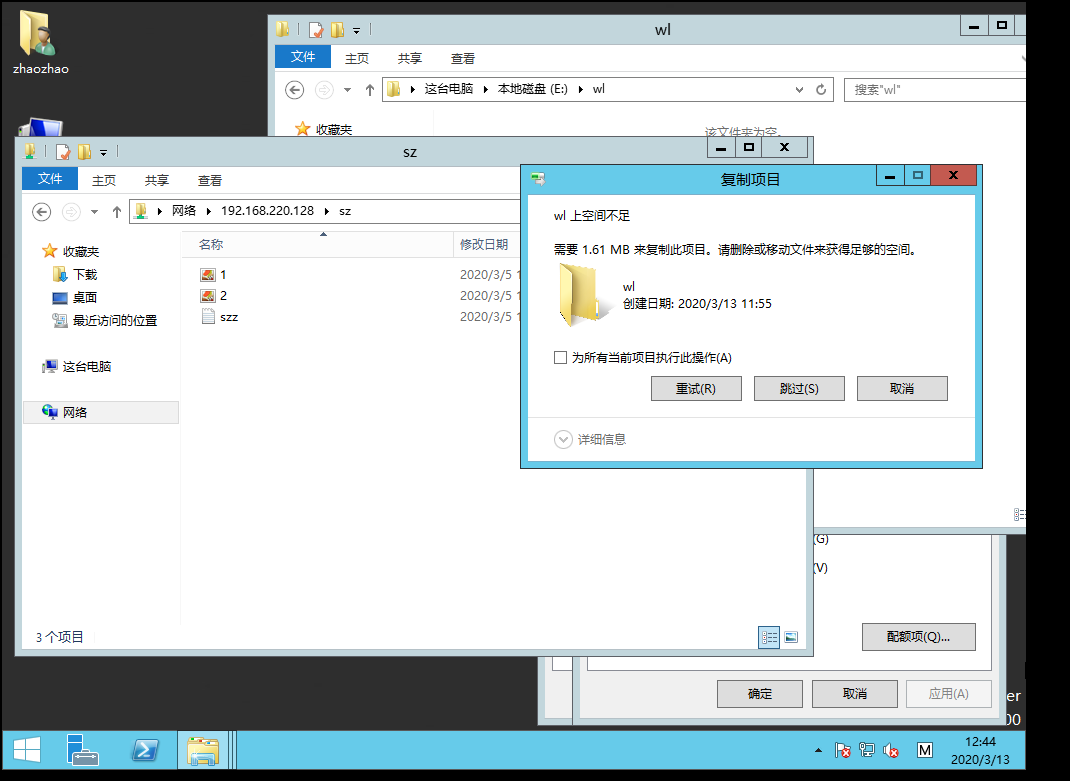 zhaozhao
wl
文件 主页 共享 查看
这台电脑 本地磁盘 (E:) wl
搜索"wl"
收藏夹
该文件夹为空。
sz
文件 主页 共享 查看
网络 192.168.220.128 sz
收藏夹
下载
桌面
最近访问的位置
这台电脑
网络
名称 修改日期
1 2020/3/5 1
2 2020/3/5 1
szz 2020/3/5 1
3 个项目
复制项目
wl 上空间不足
需要 1.61 MB 来复制此项目。请删除或移动文件来获得足够的空间。
wl
创建日期: 2020/3/13 11:55
为所有当前项目执行此操作(A)
重试(R) 跳过(S) 取消
详细信息
(G)
(V)
配额项(Q)...
确定 取消 应用(A)
er
00
M
12:44
2020/3/13